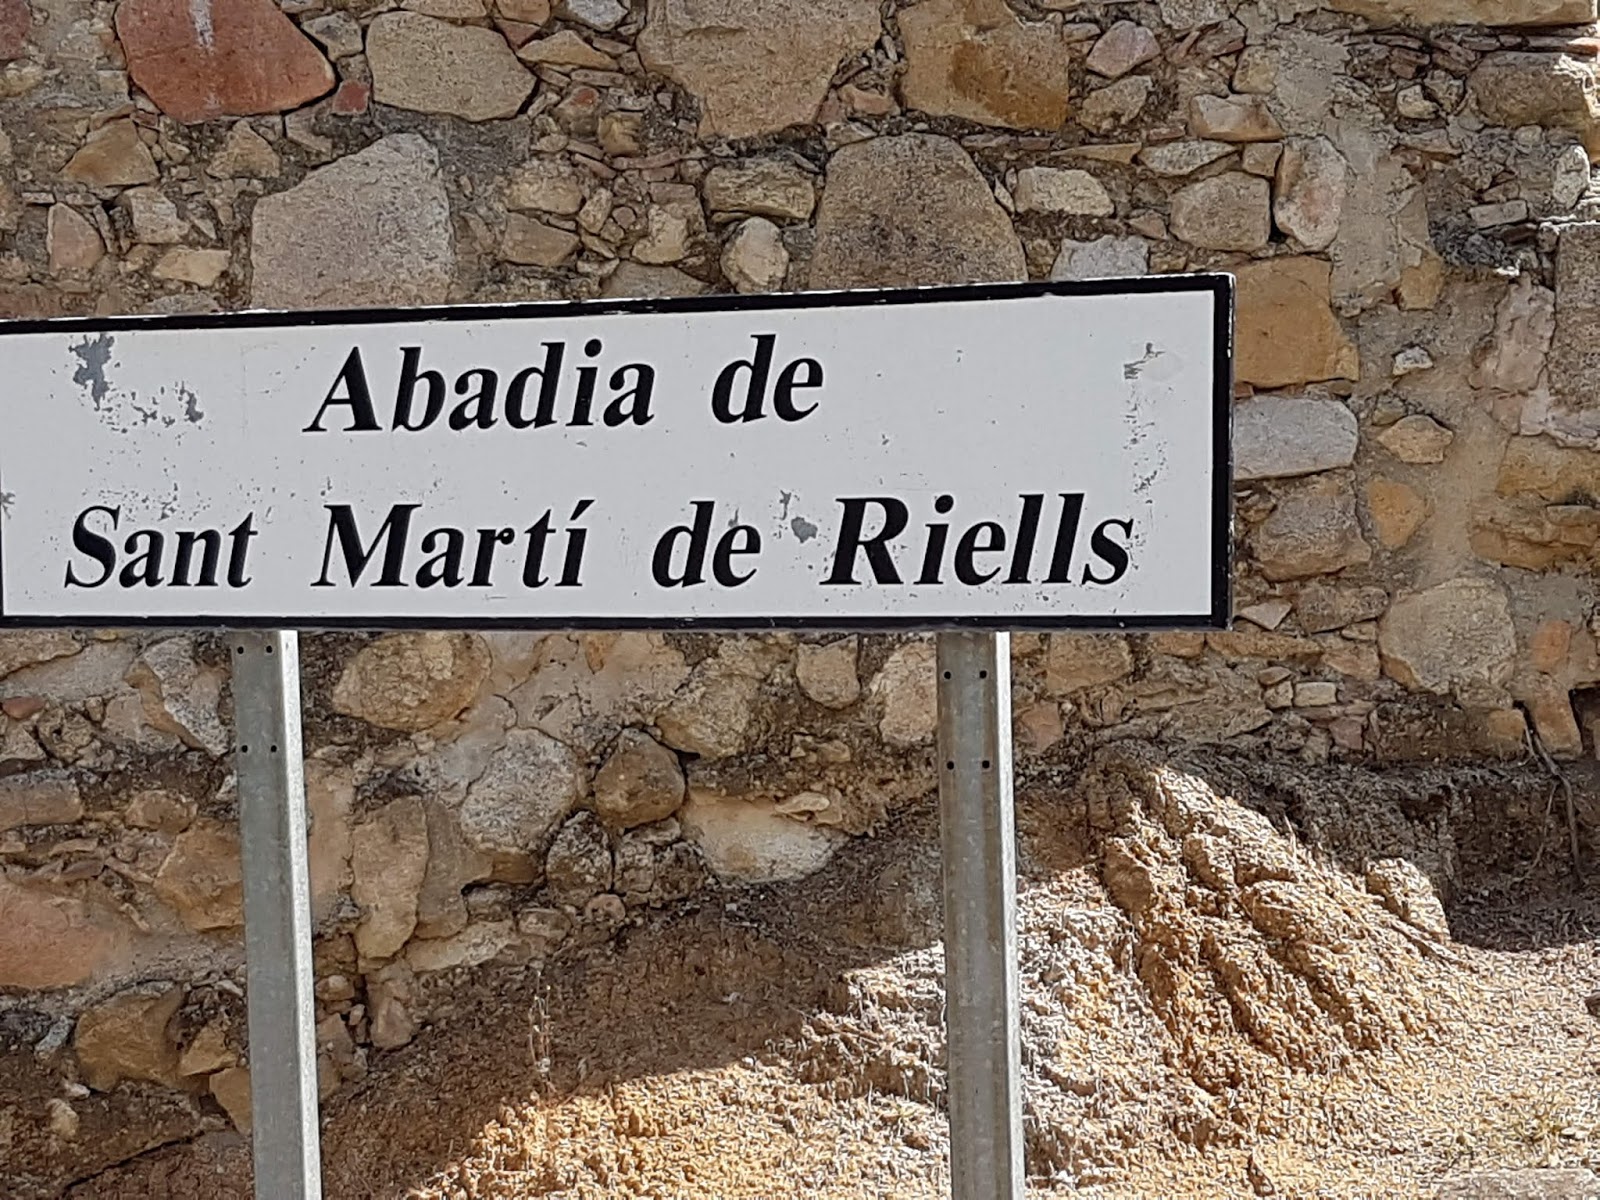 Abadia de
Sant Martí de Riells